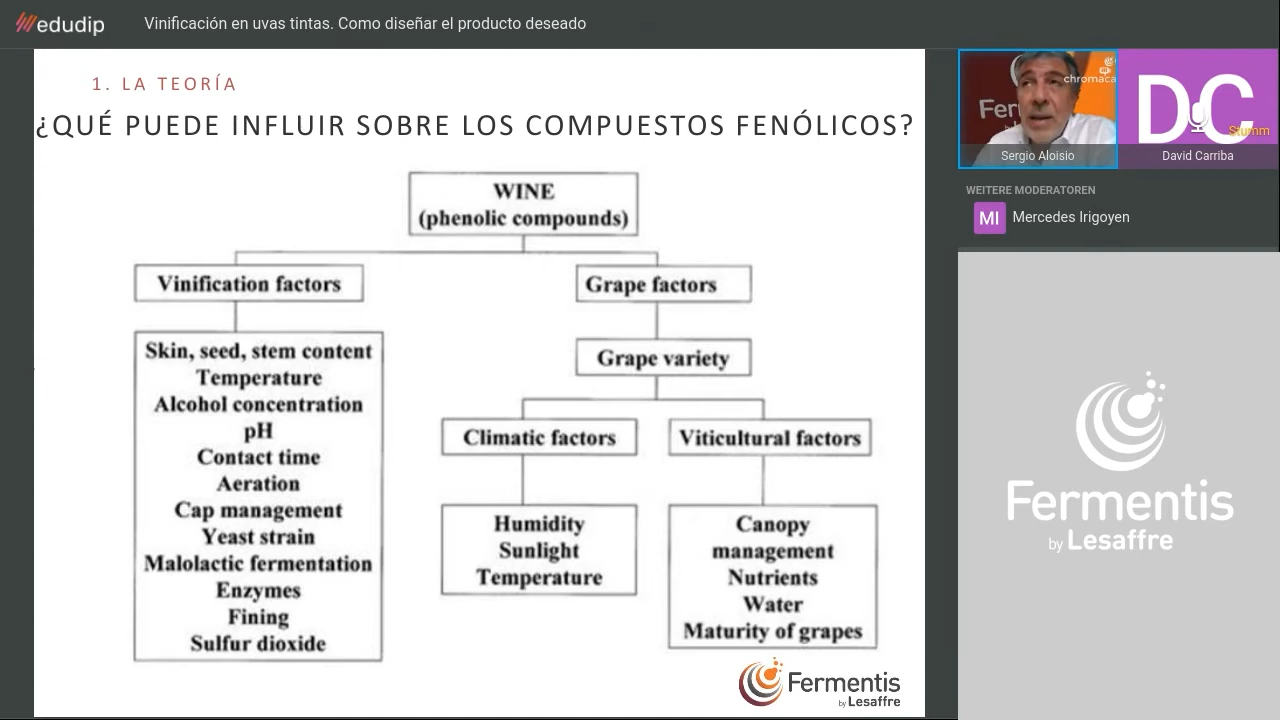 edudip
Vinificación en uvas tintas. Como diseñar el producto deseado
1. LA TEORÍA
¿QUÉ PUEDE INFLUIR SOBRE LOS COMPUESTOS FENÓLICOS?
WINE
(phenolic compounds)
Vinification factors
Grape factors
Skin, seed, stem content
Temperature
Alcohol concentration
pH
Contact time
Aeration
Cap management
Yeast strain
Malolactic fermentation
Enzymes
Fining
Sulfur dioxide
Grape variety
Climatic factors
Viticultural factors
Humidity
Sunlight
Temperature
Canopy
management
Nutrients
Water
Maturity of grapes
Fermentis
by Lesaffre
Sergio Aloisio
DC
Stumm
David Carriba
WEITERE MODERATOREN
MI
Mercedes Irigoyen
Fermentis
by Lesaffre